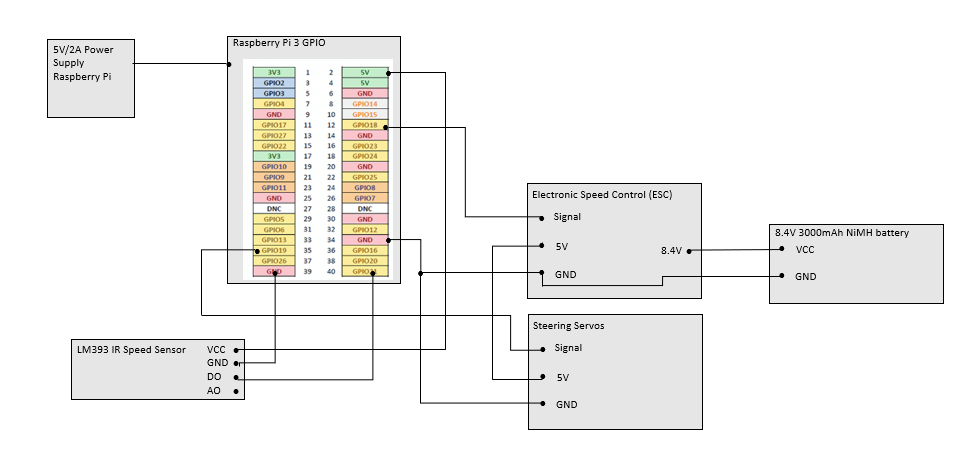 5V/2A Power
Supply
Raspberry Pi
Raspberry Pi 3 GPIO
3V3 1 2 5V
GPIO2 3 4 5V
GPIO3 5 6 GND
GPIO4 7 8 GPIO14
GND 9 10 GPIO15
GPIO17 11 12 GPIO18
GPIO27 13 14 GND
GPIO22 15 16 GPIO23
3V3 17 18 GPIO24
GPIO10 19 20 GND
GPIO9 21 22 GPIO25
GPIO11 23 24 GPIO8
GND 25 26 GPIO7
DNC 27 28 DNC
GPIO5 29 30 GND
GPIO6 31 32 GPIO12
GPIO13 33 34 GND
GPIO19 35 36 GPIO16
GPIO26 37 38 GPIO20
GND 39 40 GPIO21
Electronic Speed Control (ESC)
Signal
5V
8.4V
GND
8.4V 3000mAh NiMH battery
VCC
GND
Steering Servos
Signal
5V
GND
LM393 IR Speed Sensor
VCC
GND
DO
AO